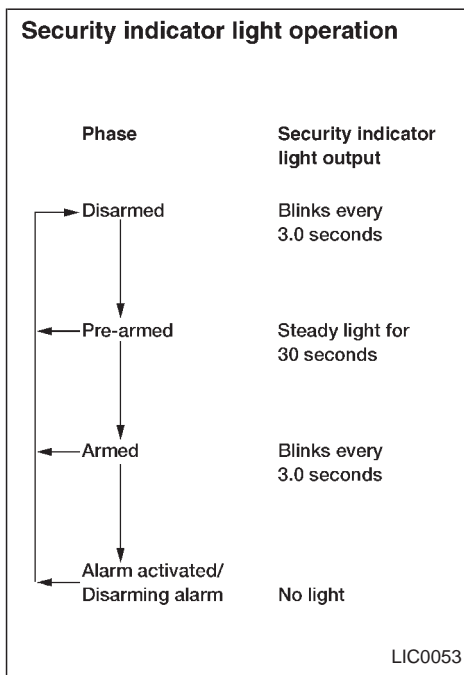 Security indicator light operation
Phase
Security indicator
light output
Disarmed
Blinks every
3.0 seconds
Pre-armed
Steady light for
30 seconds
Armed
Blinks every
3.0 seconds
Alarm activated/
Disarming alarm
No light
LIC0053